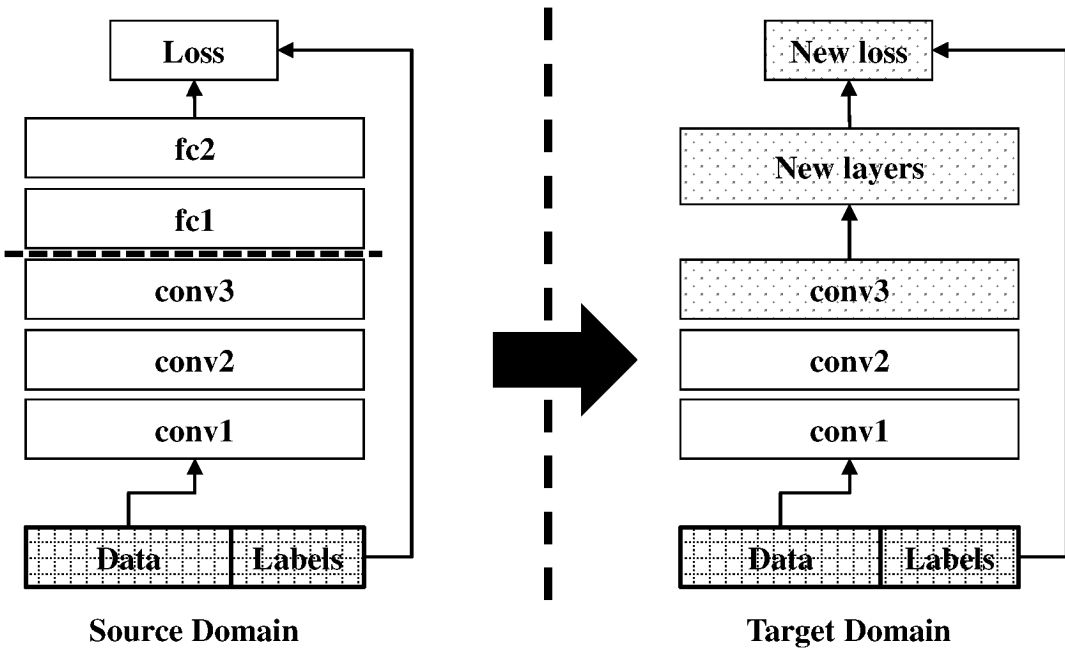 Loss
fc2
fc1
conv3
conv2
conv1
Data Labels
Source Domain
New loss
New layers
conv3
conv2
conv1
Data Labels
Target Domain